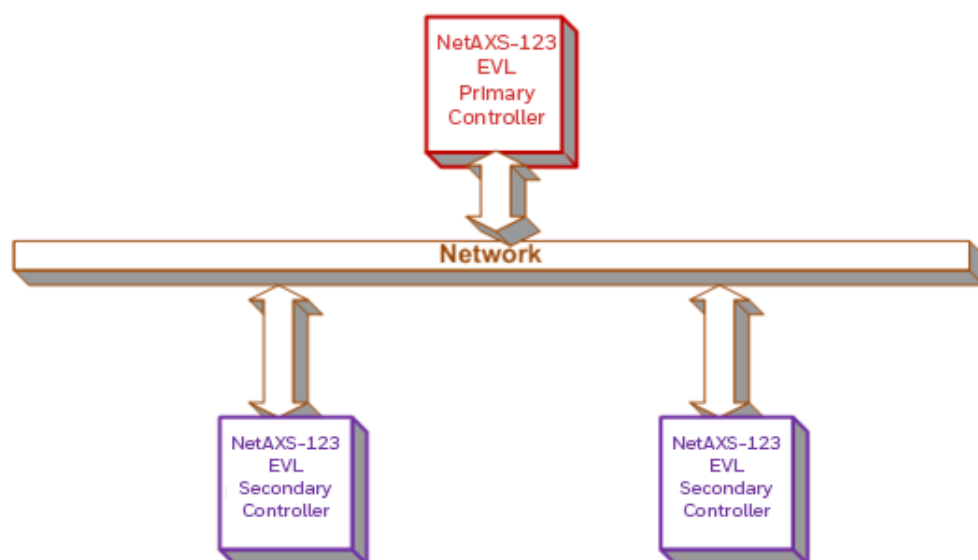 NetAXS-123
EVL
Primary
Controller
Network
NetAXS-123
EVL
Secondary
Controller
NetAXS-123
EVL
Secondary
Controller